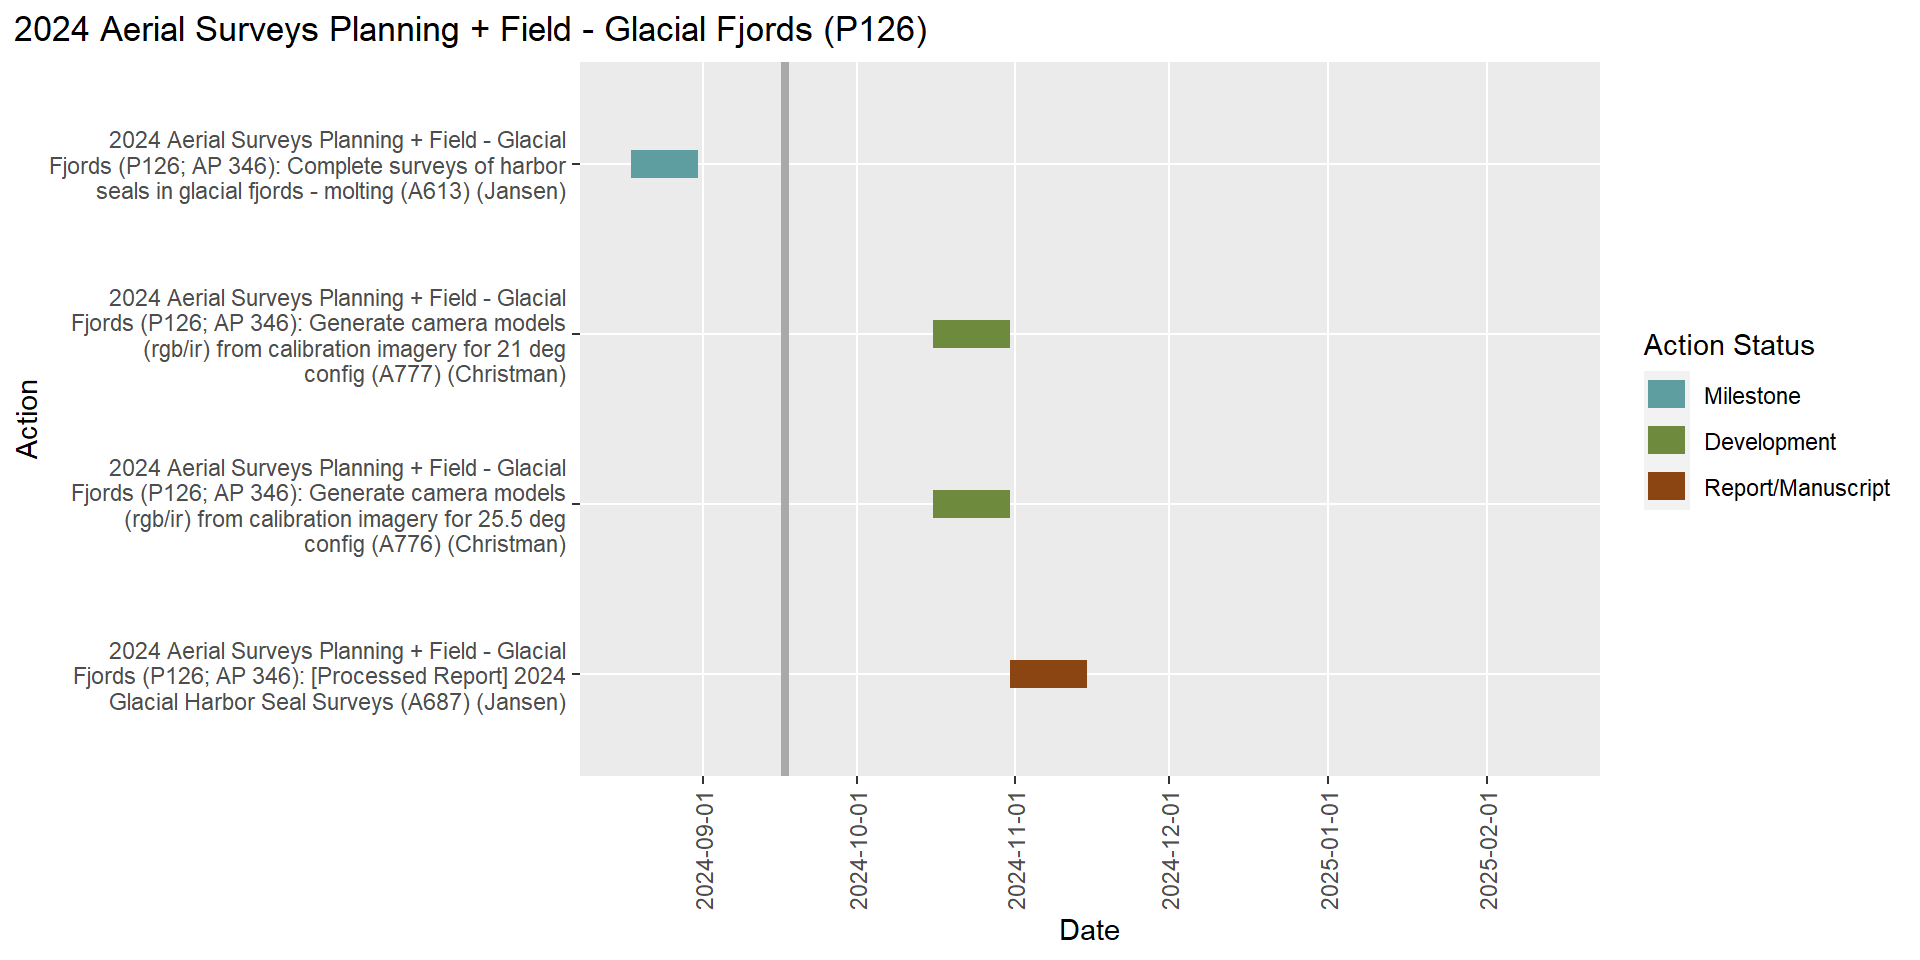 2024 Aerial Surveys Planning + Field - Glacial Fjords (P126)
Action
2024 Aerial Surveys Planning + Field - Glacial
Fjords (P126; AP 346): Complete surveys of harbor
seals in glacial fjords - molting (A613) (Jansen)
2024 Aerial Surveys Planning + Field - Glacial
Fjords (P126; AP 346): Generate camera models
(rgb/ir) from calibration imagery for 21 deg
config (A777) (Christman)
2024 Aerial Surveys Planning + Field - Glacial
Fjords (P126; AP 346): Generate camera models
(rgb/ir) from calibration imagery for 25.5 deg
config (A776) (Christman)
2024 Aerial Surveys Planning + Field - Glacial
Fjords (P126; AP 346): [Processed Report] 2024
Glacial Harbor Seal Surveys (A687) (Jansen)
2024-09-01
2024-10-01
2024-11-01
2024-12-01
2025-01-01
2025-02-01
Date
Action Status
Milestone
Development
Report/Manuscript